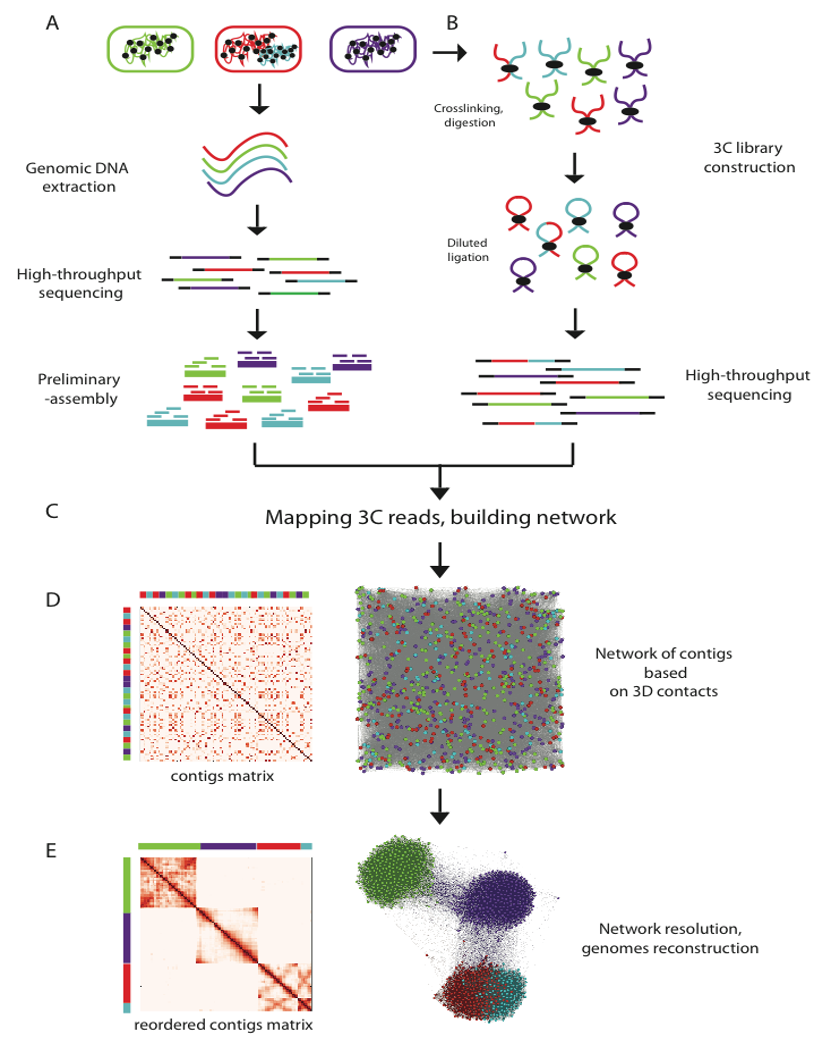 A
B
Crosslinking,
digestion
3C library
construction
Genomic DNA
extraction
Diluted
ligation
High-throughput
sequencing
Preliminary
-assembly
High-throughput
sequencing
C
Mapping 3C reads, building network
D
Network of contigs
based
on 3D contacts
contigs matrix
E
Network resolution,
genomes reconstruction
reordered contigs matrix